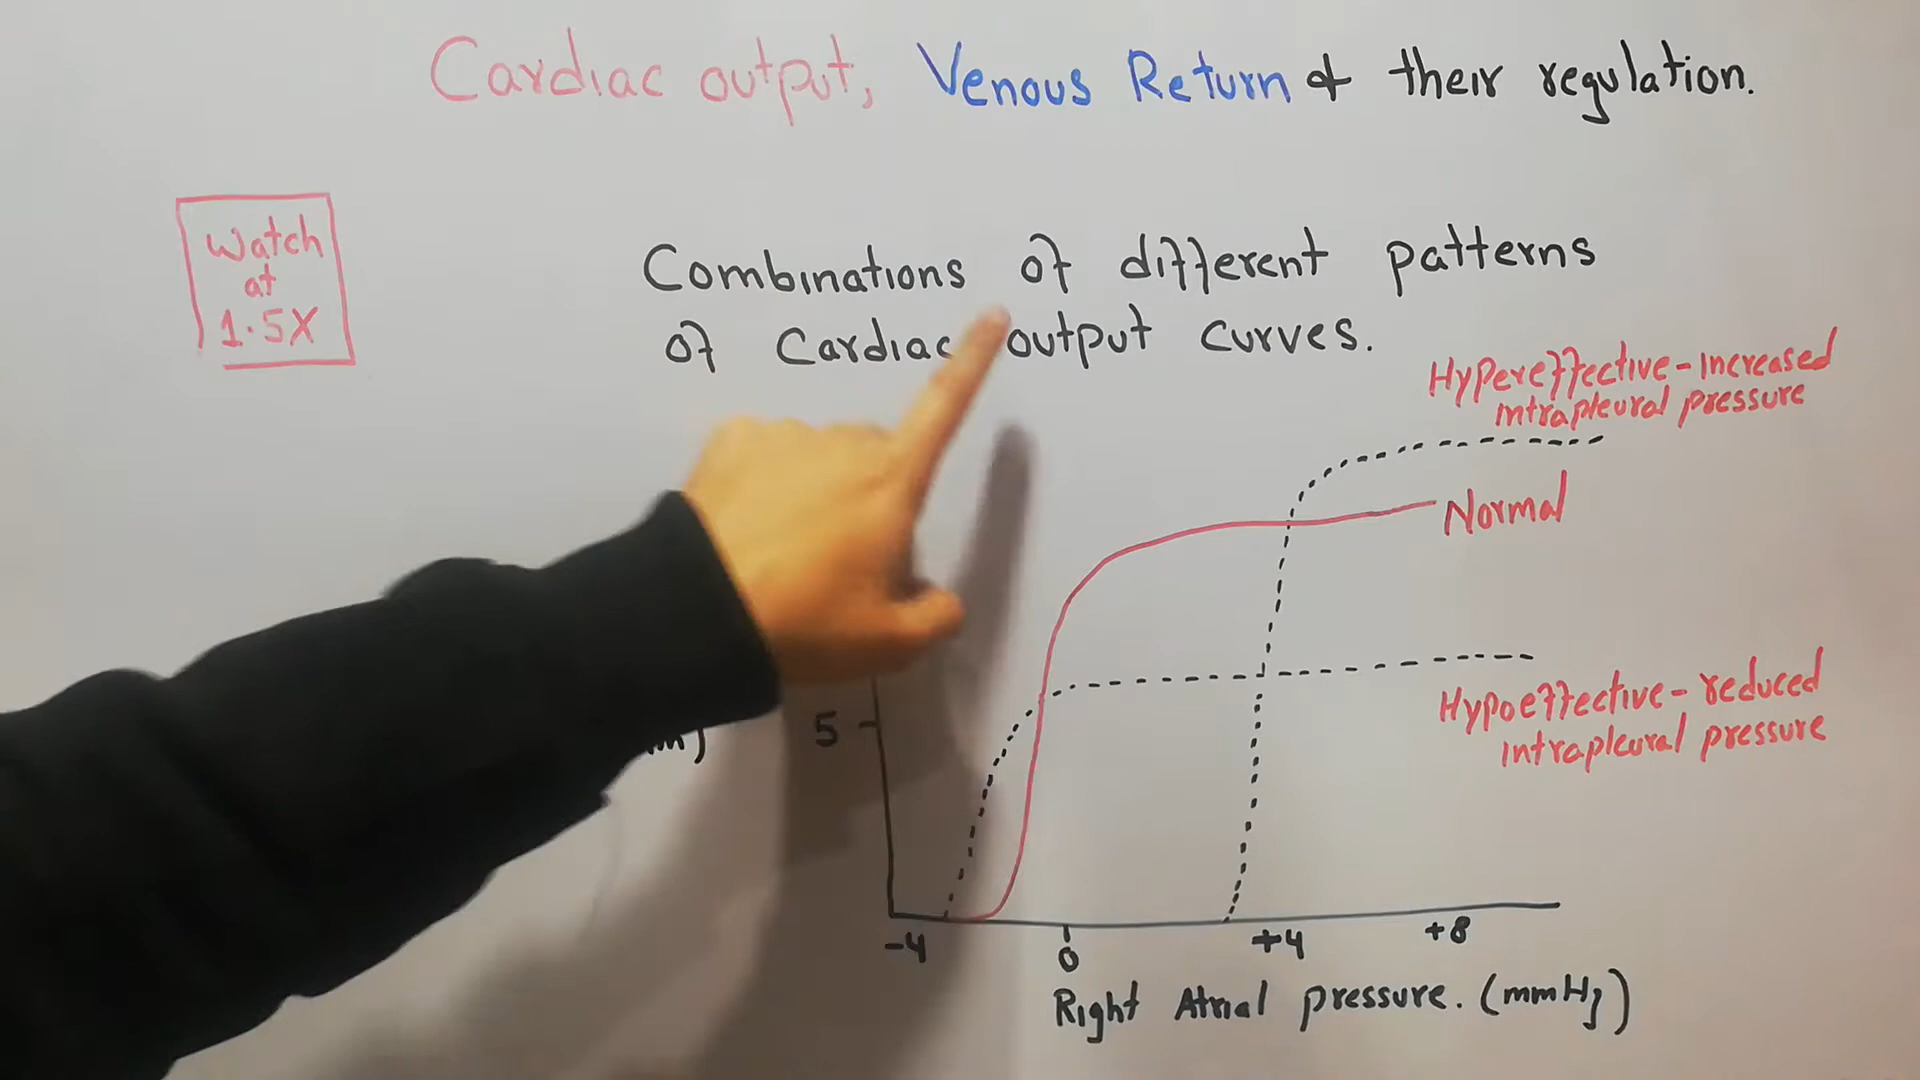 Cardiac output, Venous Return & their regulation.
Watch
at
1.5X
Combinations of different patterns
of Cardiac output curves.
Hypereffective-increased
intrapleural pressure
Normal
Hypoeffective-reduced
intrapleural pressure
5
-4
0
+4
+8
Right Atrial pressure. (mmHg)